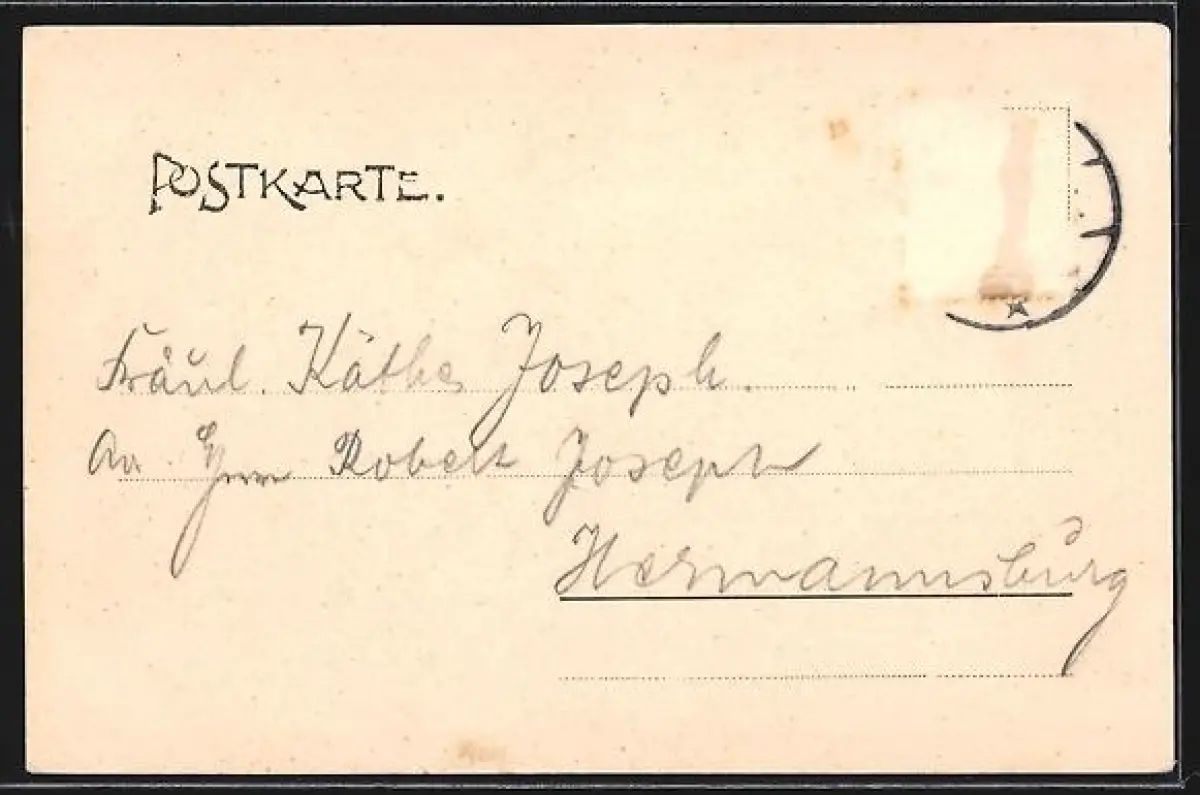 POSTKARTE.
Fräul. Käthe Joseph.
An Herrn Robert Joseph
Hermannsburg